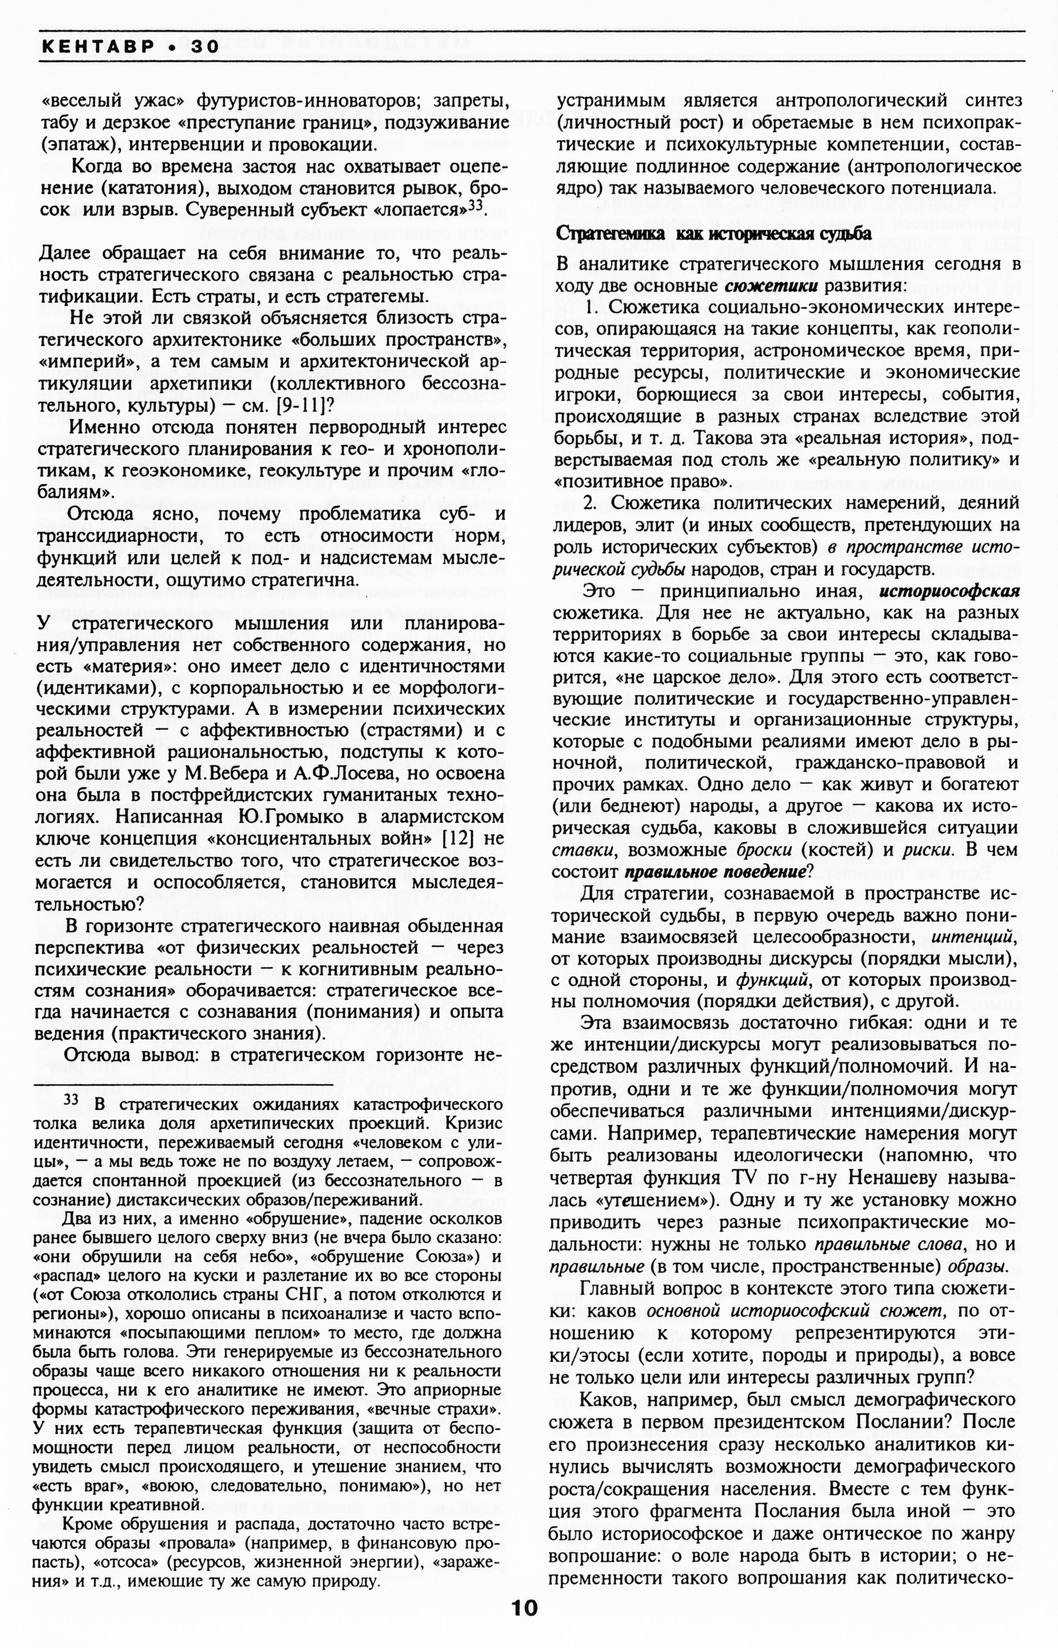 КЕНТАВР • 30
«веселый ужас» футуристов-инноваторов; запреты,
табу и дерзкое «преступание границ», подзуживание
(эпатаж), интервенции и провокации.
Когда во времена застоя нас охватывает оцепе-
нение (кататония), выходом становится рывок, бро-
сок или взрыв. Суверенный субъект «лопается»33.
Далее обращает на себя внимание то, что реаль-
ность стратегического связана с реальностью стра-
тификации. Есть страты, и есть стратегемы.
Не этой ли связкой объясняется близость стра-
тегического архитектонике «больших пространств»,
«империй», а тем самым и архитектонической ар-
тикуляции архетипики (коллективного бессозна-
тельного, культуры) — см. [9-11]?
Именно отсюда понятен первородный интерес
стратегического планирования к гео- и хронополи-
тикам, к геоэкономике, геокультуре и прочим «гло-
балиям».
Отсюда ясно, почему проблематика суб- и
транссидиарности, то есть относимости норм,
функций или целей к под- и надсистемам мысле-
деятельности, ощутимо стратегична.
У стратегического мышления или планирова-
ния/управления нет собственного содержания, но
есть «материя»: оно имеет дело с идентичностями
(идентиками), с корпоральностью и ее морфологи-
ческими структурами. А в измерении психических
реальностей — с аффективностью (страстями) и с
аффективной рациональностью, подступы к кото-
рой были уже у М.Вебера и А.Ф.Лосева, но освоена
она была в постфрейдистских гуманитаных техно-
логиях. Написанная Ю.Громыко в алармистском
ключе концепция «консциентальных войн» [12] не
есть ли свидетельство того, что стратегическое воз-
могается и оспособляется, становится мыследея-
тельностью?
В горизонте стратегического наивная обыденная
перспектива «от физических реальностей — через
психические реальности — к когнитивным реально-
стям сознания» оборачивается: стратегическое все-
гда начинается с сознавания (понимания) и опыта
ведения (практического знания).
Отсюда вывод: в стратегическом горизонте не-
33 В стратегических ожиданиях катастрофического
толка велика доля архетипических проекций. Кризис
идентичности, переживаемый сегодня «человеком с ули-
цы», — а мы ведь тоже не по воздуху летаем, — сопровож-
дается спонтанной проекцией (из бессознательного — в
сознание) дистаксических образов/переживаний.
Два из них, а именно «обрушение», падение осколков
ранее бывшего целого сверху вниз (не вчера было сказано:
«они обрушили на себя небо», «обрушение Союза») и
«распад» целого на куски и разлетание их во все стороны
(«от Союза откололись страны СНГ, а потом отколются и
регионы»), хорошо описаны в психоанализе и часто вспо-
минаются «посыпающими пеплом» то место, где должна
была быть голова. Эти генерируемые из бессознательного
образы чаще всего никакого отношения ни к реальности
процесса, ни к его аналитике не имеют. Это априорные
формы катастрофического переживания, «вечные страхи».
У них есть терапевтическая функция (защита от беспо-
мощности перед лицом реальности, от неспособности
увидеть смысл происходящего, и утешение знанием, что
«есть враг», «воюю, следовательно, понимаю»), но нет
функции креативной.
Кроме обрушения и распада, достаточно часто встре-
чаются образы «провала» (например, в финансовую про-
пасть), «отсоса» (ресурсов, жизненной энергии), «зараже-
ния» и т.д., имеющие ту же самую природу.
устранимым является антропологический синтез
(личностный рост) и обретаемые в нем психопрак-
тические и психокультурные компетенции, состав-
ляющие подлинное содержание (антропологическое
ядро) так называемого человеческого потенциала.
Стратегемика как историческая судьба
В аналитике стратегического мышления сегодня в
ходу две основные сюжетики развития:
1. Сюжетика социально-экономических интере-
сов, опирающаяся на такие концепты, как геополи-
тическая территория, астрономическое время, при-
родные ресурсы, политические и экономические
игроки, борющиеся за свои интересы, события,
происходящие в разных странах вследствие этой
борьбы, и т. д. Такова эта «реальная история», под-
верстываемая под столь же «реальную политику» и
«позитивное право».
2. Сюжетика политических намерений, деяний
лидеров, элит (и иных сообществ, претендующих на
роль исторических субъектов) в пространстве исто-
рической судьбы народов, стран и государств.
Это — принципиально иная, историософская
сюжетика. Для нее не актуально, как на разных
территориях в борьбе за свои интересы складыва-
ются какие-то социальные группы — это, как гово-
рится, «не царское дело». Для этого есть соответст-
вующие политические и государственно-управлен-
ческие институты и организационные структуры,
которые с подобными реалиями имеют дело в ры-
ночной, политической, гражданско-правовой и
прочих рамках. Одно дело — как живут и богатеют
(или беднеют) народы, а другое — какова их исто-
рическая судьба, каковы в сложившейся ситуации
ставки, возможные броски (костей) и риски. В чем
состоит правильное поведение?
Для стратегии, сознаваемой в пространстве ис-
торической судьбы, в первую очередь важно пони-
мание взаимосвязей целесообразности, интенций,
от которых производны дискурсы (порядки мысли),
с одной стороны, и функций, от которых производ-
ны полномочия (порядки действия), с другой.
Эта взаимосвязь достаточно гибкая: одни и те
же интенции/дискурсы могут реализовываться по-
средством различных функций/полномочий. И на-
против, одни и те же функции/полномочия могут
обеспечиваться различными интенциями/дискур-
сами. Например, терапевтические намерения могут
быть реализованы идеологически (напомню, что
четвертая функция TV по г-ну Ненашеву называ-
лась «утешением»). Одну и ту же установку можно
приводить через разные психопрактические мо-
дальности: нужны не только правильные слова, но и
правильные (в том числе, пространственные) образы.
Главный вопрос в контексте этого типа сюжети-
ки: каков основной историософский сюжет, по от-
ношению к которому репрезентируются эти-
ки/этосы (если хотите, породы и природы), а вовсе
не только цели или интересы различных групп?
Каков, например, был смысл демографического
сюжета в первом президентском Послании? После
его произнесения сразу несколько аналитиков ки-
нулись вычислять возможности демографического
роста/сокращения населения. Вместе с тем функ-
ция этого фрагмента Послания была иной — это
было историософское и даже онтическое по жанру
вопрошание: о воле народа быть в истории; о не-
пременности такого вопрошания как политическо-
10